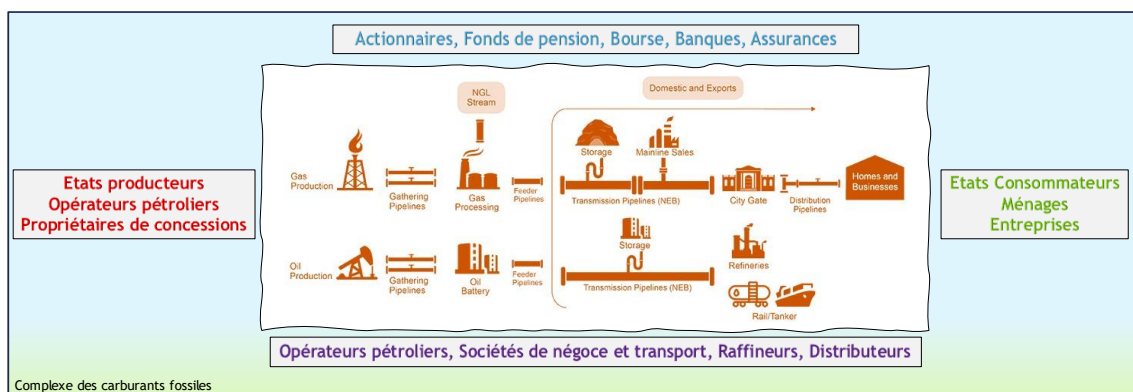 Actionnaires, Fonds de pension, Bourse, Banques, Assurances
Etats producteurs
Opérateurs pétroliers
Propriétaires de concessions
NGL
Stream
Domestic and Exports
Storage
Mainline Sales
Gas
Production
Gathering
Pipelines
Gas
Processing
Feeder
Pipelines
Transmission Pipelines (NEB)
City Gate
Distribution
Pipelines
Homes and
Businesses
Storage
Refineries
Oil
Production
Gathering
Pipelines
Oil
Battery
Feeder
Pipelines
Transmission Pipelines (NEB)
Rail/Tanker
Etats Consommateurs
Ménages
Entreprises
Opérateurs pétroliers, Sociétés de négoce et transport, Raffineurs, Distributeurs
Complexe des carburants fossiles